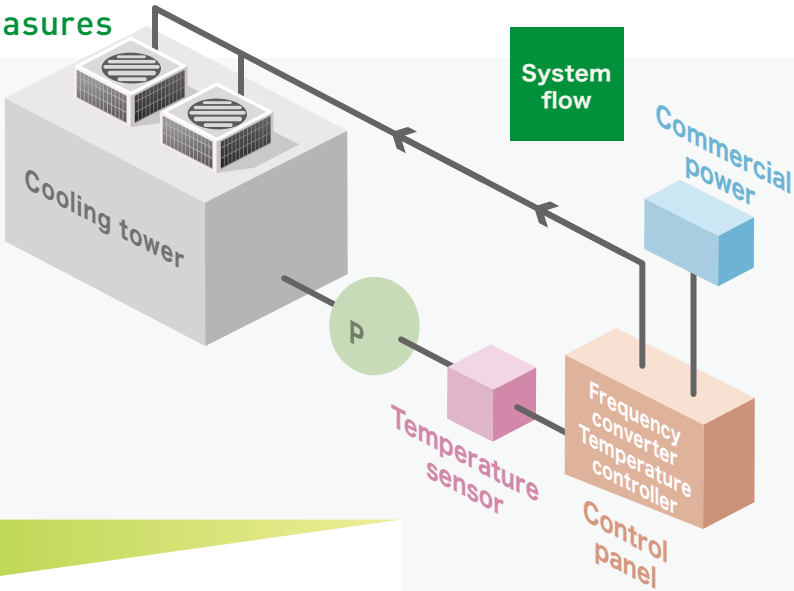 asures
System
flow
Commercial
power
Cooling tower
p
Temperature
sensor
Frequency
converter
Temperature
controller
Control
panel